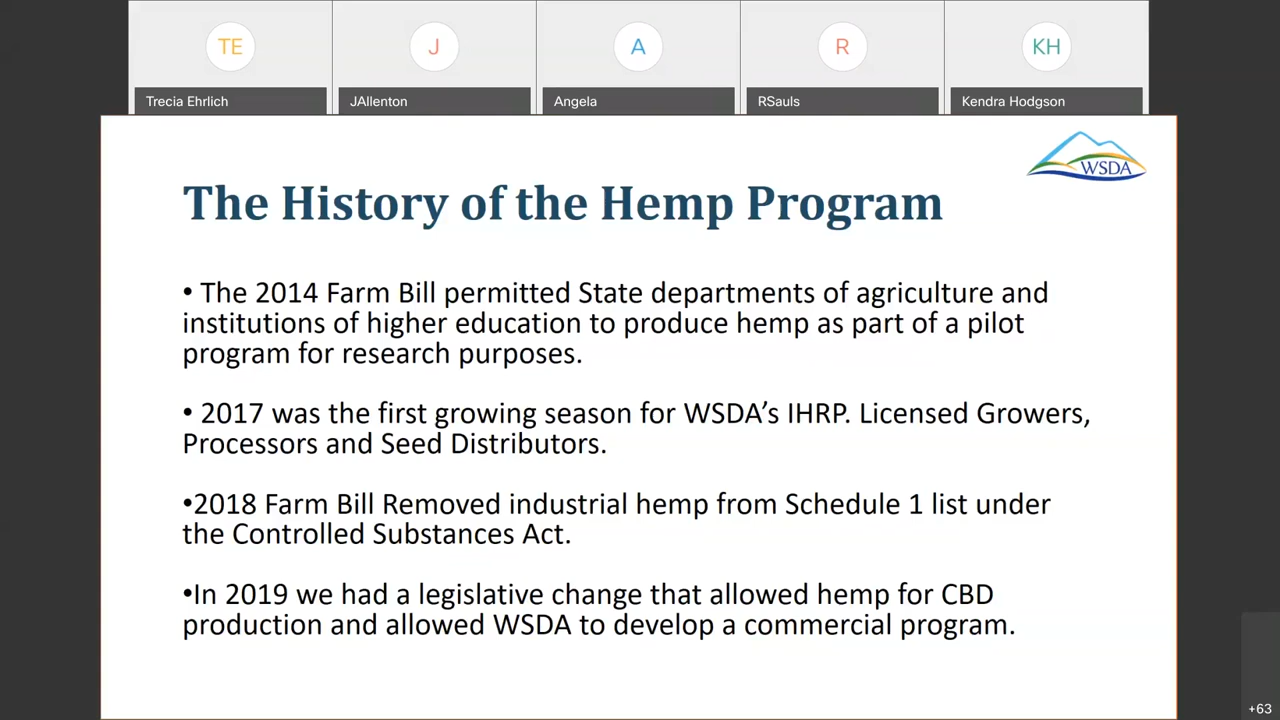 TE
J
A
R
KH
Trecia Ehrlich
JAllenton
Angela
RSauls
Kendra Hodgson
WSDA
The History of the Hemp Program
• The 2014 Farm Bill permitted State departments of agriculture and
institutions of higher education to produce hemp as part of a pilot
program for research purposes.
• 2017 was the first growing season for WSDA’s IHRP. Licensed Growers,
Processors and Seed Distributors.
•2018 Farm Bill Removed industrial hemp from Schedule 1 list under
the Controlled Substances Act.
•In 2019 we had a legislative change that allowed hemp for CBD
production and allowed WSDA to develop a commercial program.
+63